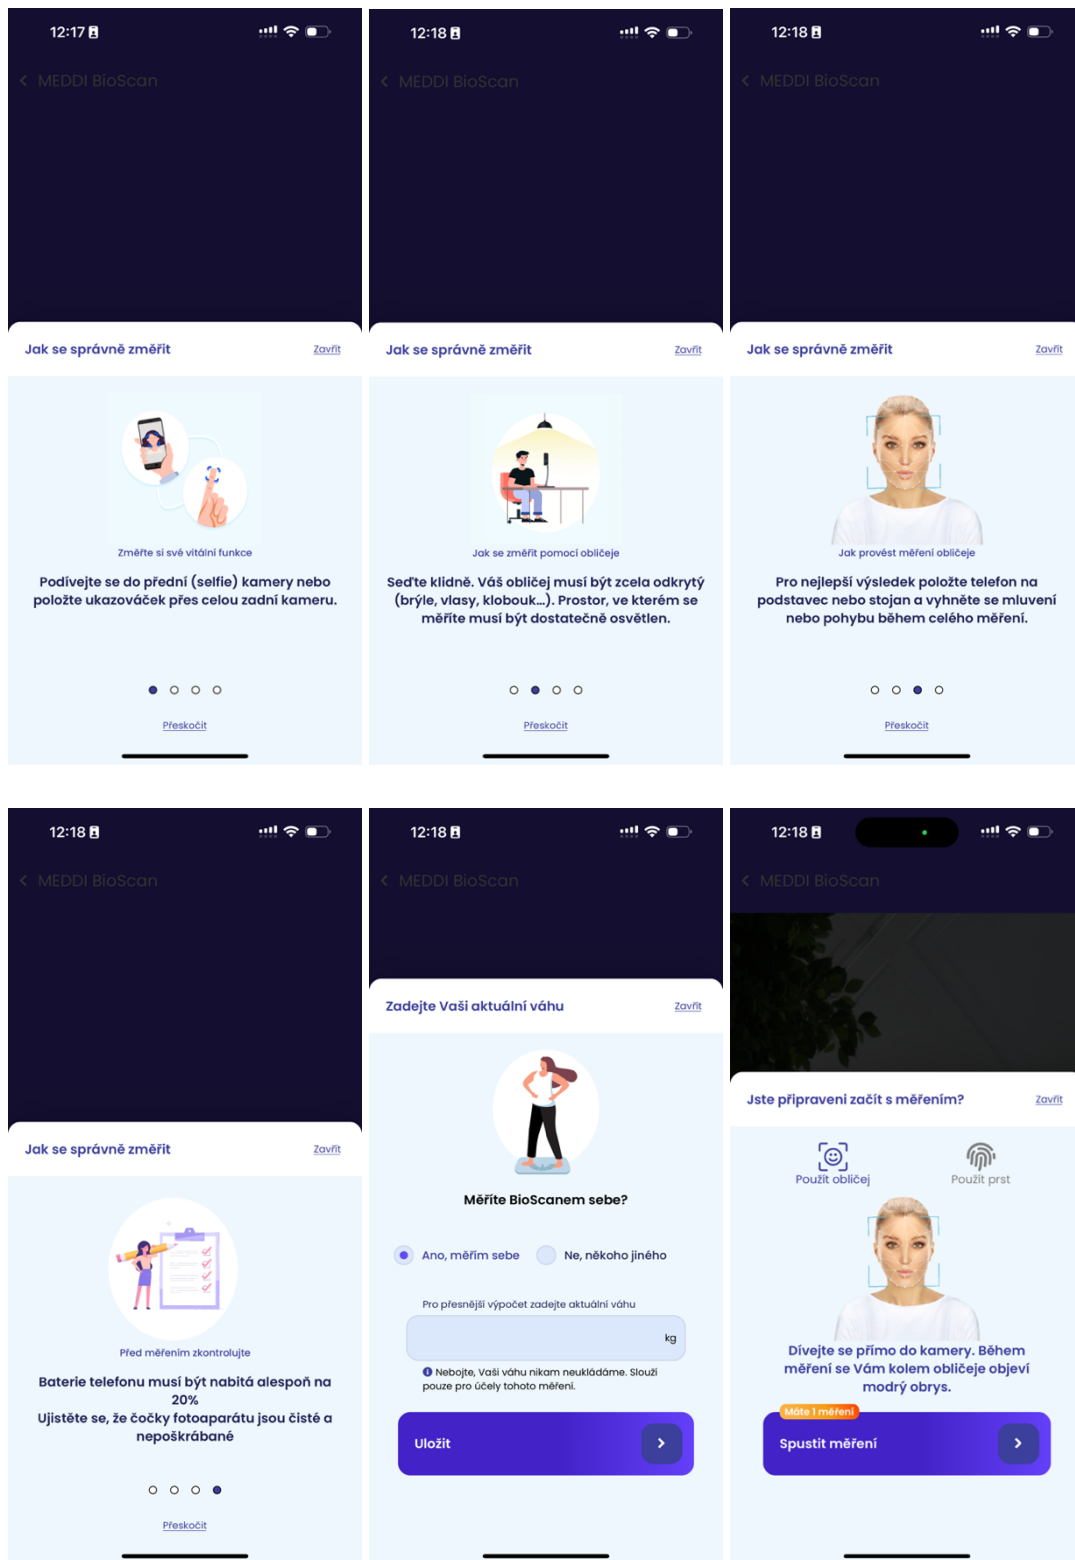 12:17
MEDDI BioScan
Jak se správně změřit
Zavřít
Změřte si své vitální funkce
Podívejte se do přední (selfie) kamery nebo
položte ukazováček přes celou zadní kameru.
Přeskočit
12:18
MEDDI BioScan
Jak se správně změřit
Zavřít
Jak se změřit pomocí obličeje
Seďte klidně. Váš obličej musí být zcela odkrytý
(brýle, vlasy, klobouk...). Prostor, ve kterém se
měříte musí být dostatečně osvětlen.
Přeskočit
12:18
MEDDI BioScan
Jak se správně změřit
Zavřít
Jak provést měření obličeje
Pro nejlepší výsledek položte telefon na
podstavec nebo stojan a vyhněte se mluvení
nebo pohybu během celého měření.
Přeskočit
12:18
MEDDI BioScan
Jak se správně změřit
Zavřít
Před měřením zkontrolujte
Baterie telefonu musí být nabitá alespoň na
20%
Ujistěte se, že čočky fotoaparátu jsou čisté a
nepoškrábané
Přeskočit
12:18
MEDDI BioScan
Zadejte Vaši aktuální váhu
Zavřít
Měříte BioScanem sebe?
Ano, měřím sebe
Ne, někoho jiného
Pro přesnější výpočet zadejte aktuální váhu
kg
Nebojte, Vaši váhu nikam neukládáme. Slouží
pouze pro účely tohoto měření.
Uložit
12:18
MEDDI BioScan
Jste připraveni začít s měřením?
Zavřít
Použít obličej
Použít prst
Dívejte se přímo do kamery. Během
měření se Vám kolem obličeje objeví
modrý obrys.
Máte 1 měření
Spustit měření